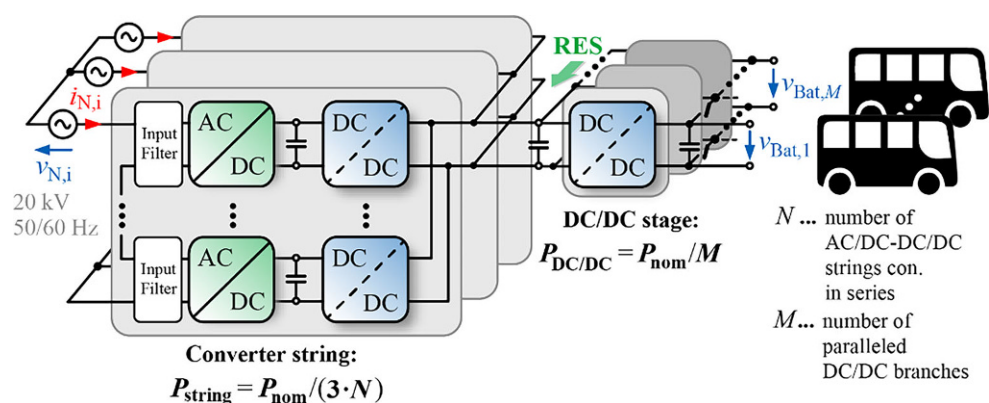 RES
i_N,i
v_N,i
20 kV
50/60 Hz
Input
Filter
AC
DC
DC
DC
Input
Filter
AC
DC
DC
DC
DC
DC
v_Bat,M
v_Bat,1
Converter string:
P_string = P_nom/(3·N)
DC/DC stage:
P_DC/DC = P_nom/M
N ... number of
AC/DC-DC/DC
strings con.
in series
M ... number of
paralleled
DC/DC branches